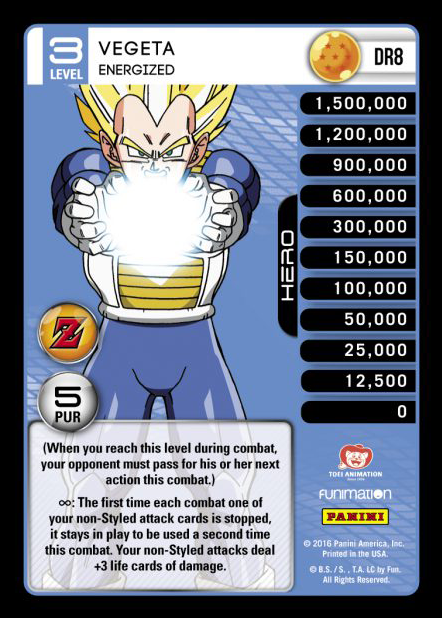 3
LEVEL
VEGETA
ENERGIZED
DR8
1,500,000
1,200,000
900,000
600,000
300,000
150,000
100,000
50,000
25,000
12,500
0
HERO
Z
5
PUR
(When you reach this level during combat,
your opponent must pass for his or her next
action this combat.)
∞: The first time each combat one of
your non-Styled attack cards is stopped,
it stays in play to be used a second time
this combat. Your non-Styled attacks deal
+3 life cards of damage.
TOEI ANIMATION
Since 1956
FUNIMATION
PANINI
© 2016 Panini America, Inc.
Printed in the USA.
© B.S. / S. , T.A. LC by Fun.
All Rights Reserved.